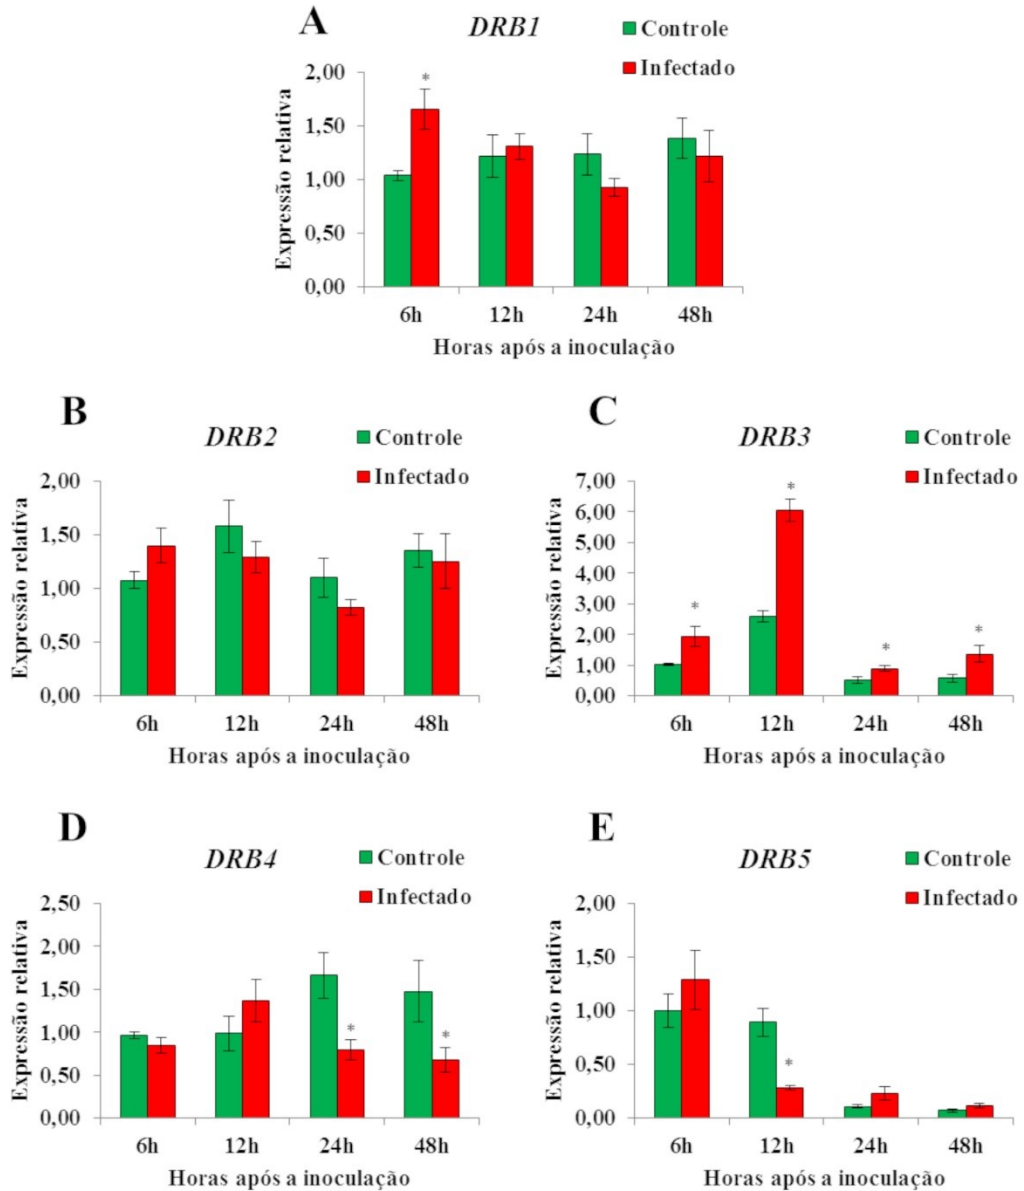 A
DRB1
Controle
Infectado
Expressão relativa
2,00
1,50
1,00
0,50
0,00
*
6h 12h 24h 48h
Horas após a inoculação
B
DRB2
Controle
Infectado
Expressão relativa
2,00
1,50
1,00
0,50
0,00
6h 12h 24h 48h
Horas após a inoculação
C
DRB3
Controle
Infectado
Expressão relativa
7,00
6,00
5,00
4,00
3,00
2,00
1,00
0,00
* * * *
6h 12h 24h 48h
Horas após a inoculação
D
DRB4
Controle
Infectado
Expressão relativa
2,50
2,00
1,50
1,00
0,50
0,00
* *
6h 12h 24h 48h
Horas após a inoculação
E
DRB5
Controle
Infectado
Expressão relativa
2,00
1,50
1,00
0,50
0,00
*
6h 12h 24h 48h
Horas após a inoculação